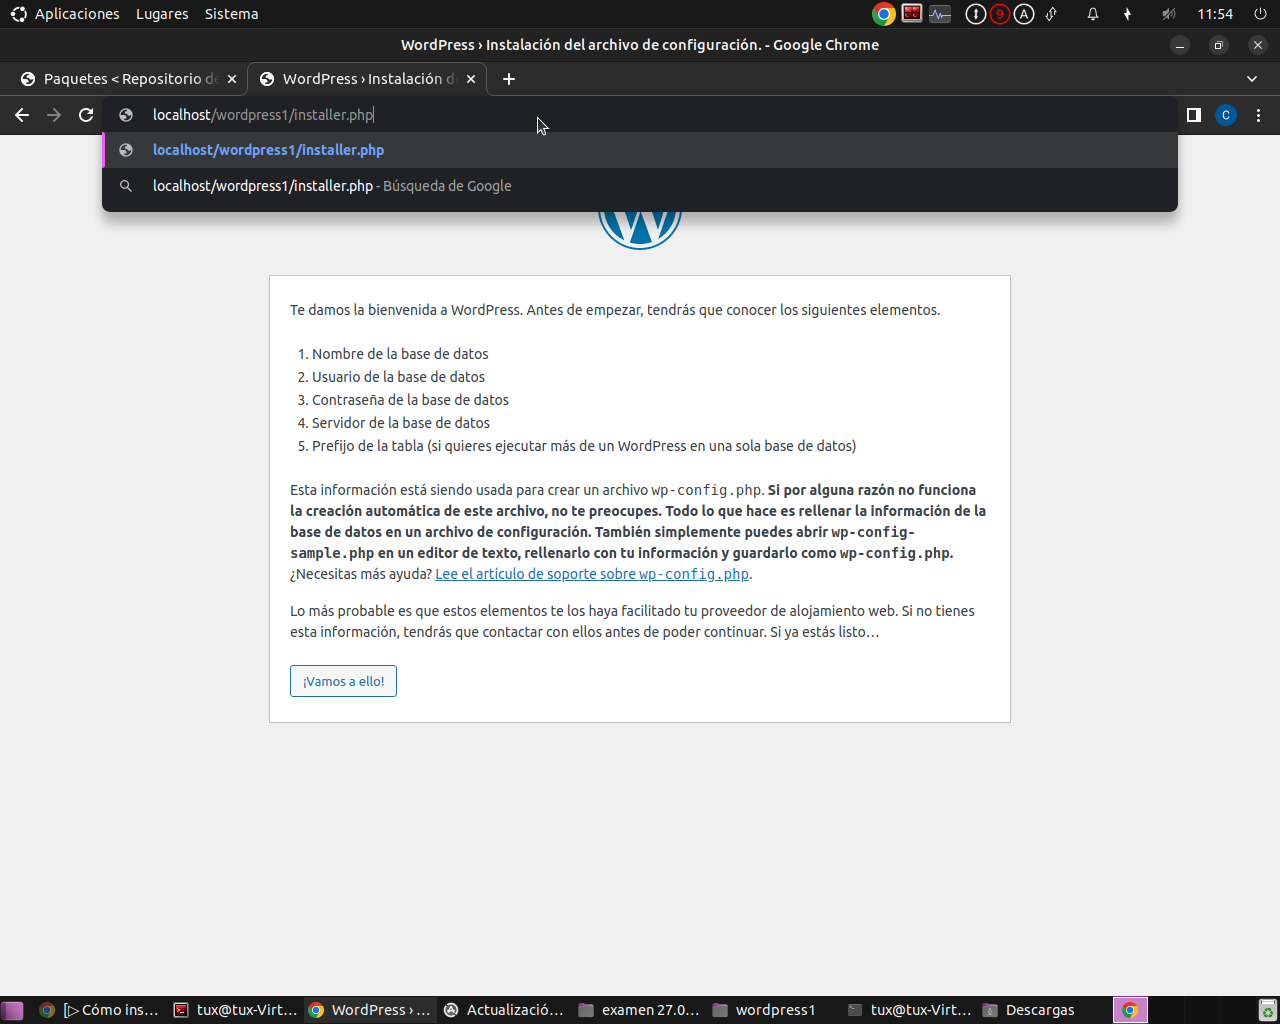 Aplicaciones Lugares Sistema 9 A 11:54
WordPress › Instalación del archivo de configuración. - Google Chrome
Paquetes < Repositorio de WordPress › Instalación de
localhost/wordpress1/installer.php C
localhost/wordpress1/installer.php
localhost/wordpress1/installer.php - Búsqueda de Google
Te damos la bienvenida a WordPress. Antes de empezar, tendrás que conocer los siguientes elementos.
1. Nombre de la base de datos
2. Usuario de la base de datos
3. Contraseña de la base de datos
4. Servidor de la base de datos
5. Prefijo de la tabla (si quieres ejecutar más de un WordPress en una sola base de datos)
Esta información está siendo usada para crear un archivo wp-config.php. Si por alguna razón no funciona
la creación automática de este archivo, no te preocupes. Todo lo que hace es rellenar la información de la
base de datos en un archivo de configuración. También simplemente puedes abrir wp-config-
sample.php en un editor de texto, rellenarlo con tu información y guardarlo como wp-config.php.
¿Necesitas más ayuda? Lee el artículo de soporte sobre wp-config.php.
Lo más probable es que estos elementos te los haya facilitado tu proveedor de alojamiento web. Si no tienes
esta información, tendrás que contactar con ellos antes de poder continuar. Si ya estás listo…
¡Vamos a ello!
[▷ Cómo ins… tux@tux-Virt… WordPress › … Actualizació… examen 27.0… wordpress1 tux@tux-Virt… Descargas